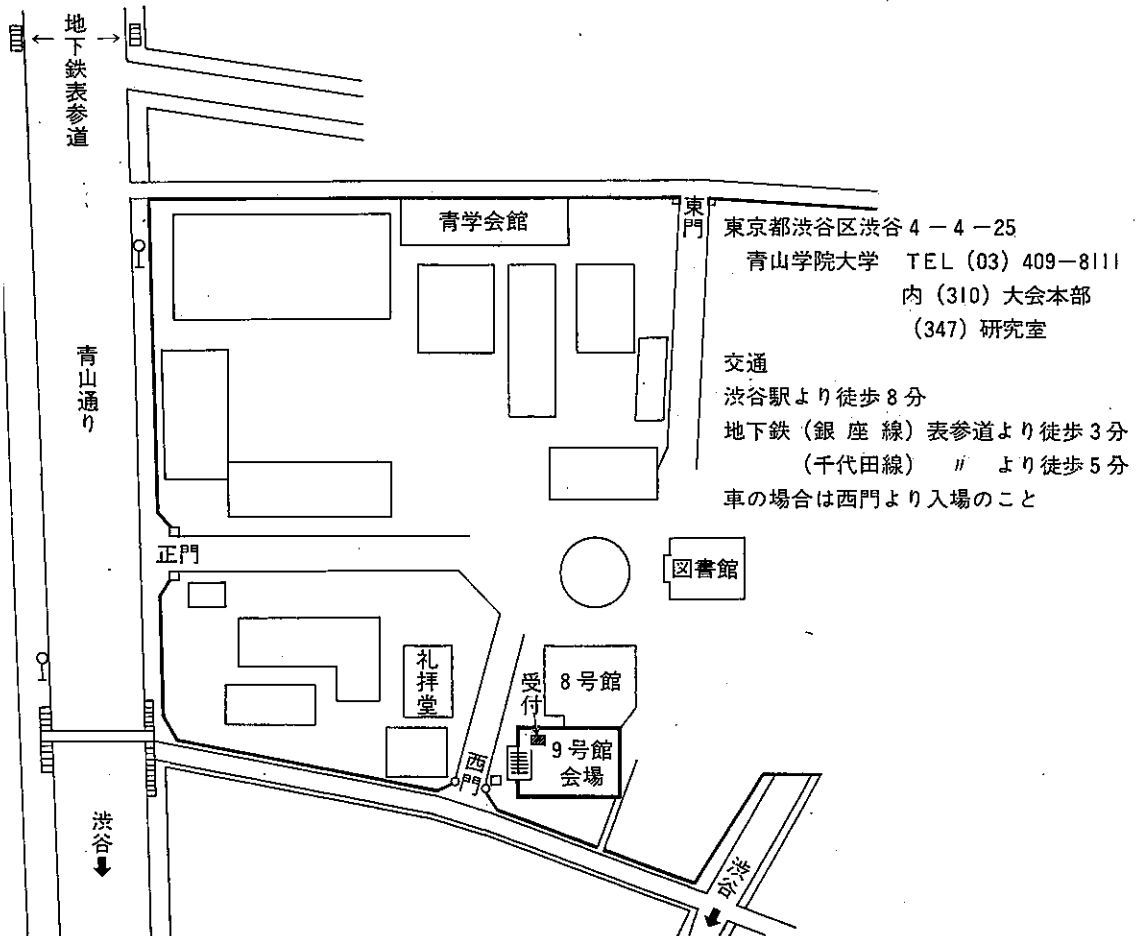 ← 地下鉄表参道 →
青学会館
東門
東京都渋谷区渋谷4-4-25
青山学院大学 TEL (03) 409-8111
内 (310) 大会本部
(347) 研究室
交通
渋谷駅より徒歩8分
地下鉄 (銀座線) 表参道より徒歩3分
(千代田線) 〃 より徒歩5分
車の場合は西門より入場のこと
青山通り
正門
図書館
礼拝堂
受付
8号館
9号館
会場
西門
渋谷
渋谷